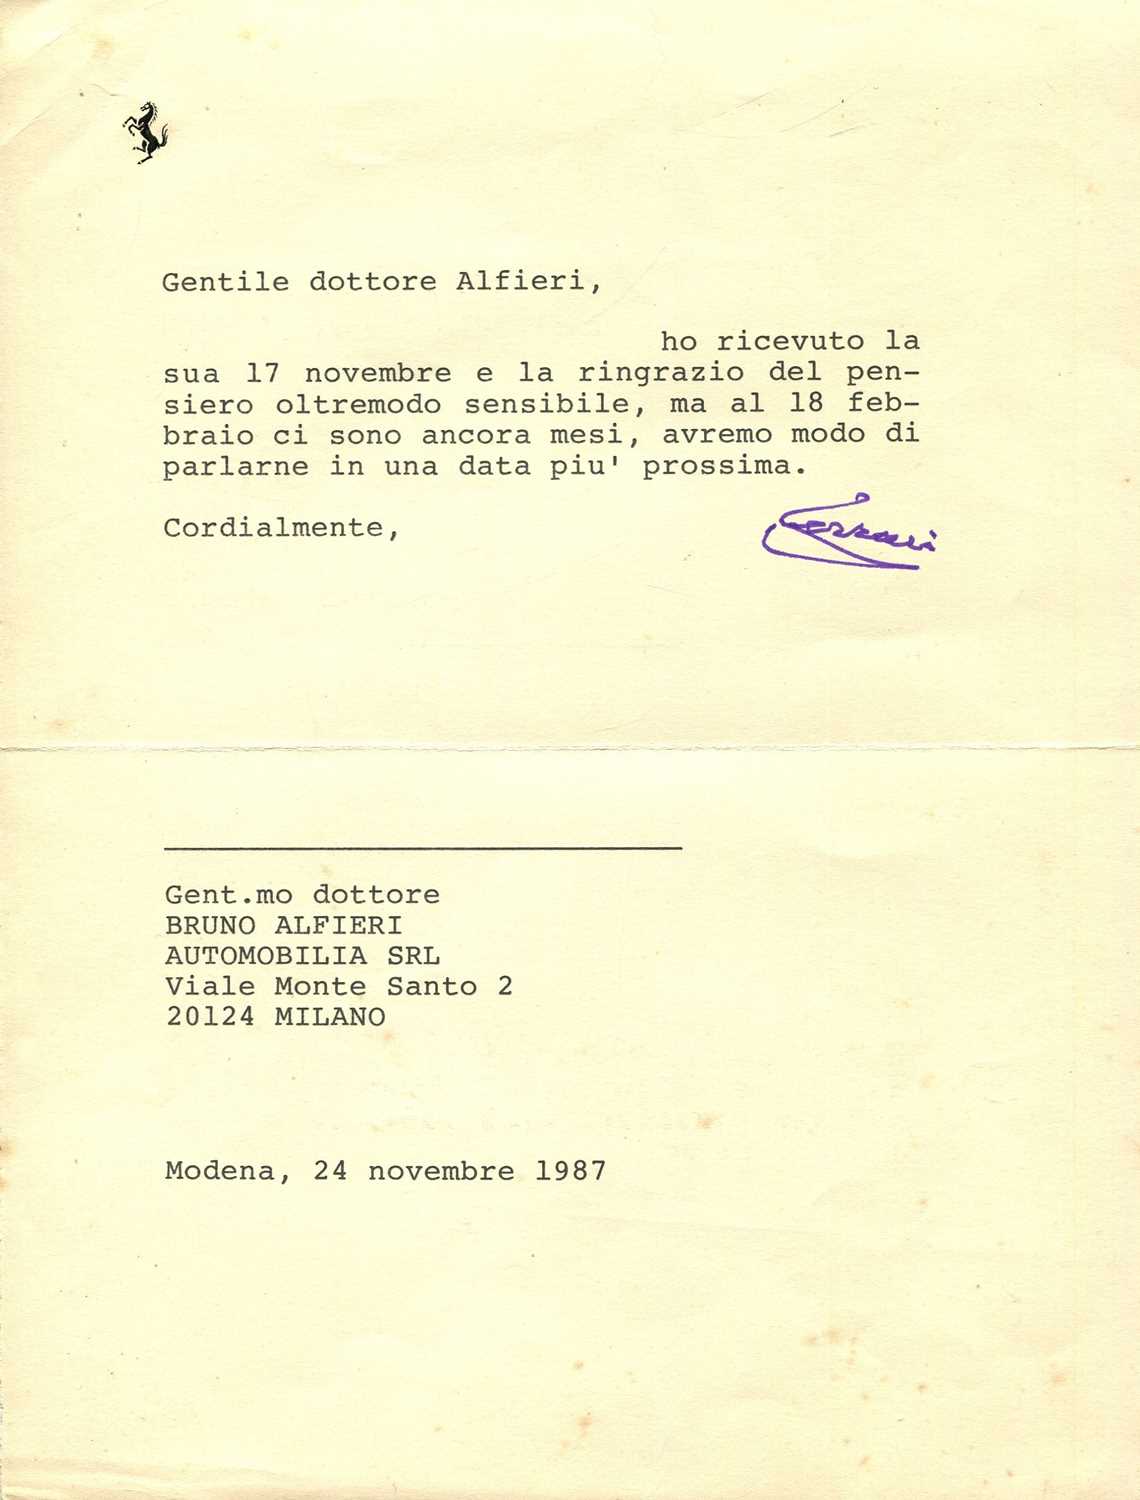 Gentile dottore Alfieri,
ho ricevuto la
sua 17 novembre e la ringrazio del pen-
siero oltremodo sensibile, ma al 18 feb-
braio ci sono ancora mesi, avremo modo di
parlarne in una data piu' prossima.
Cordialmente,
Ferrari
Gent.mo dottore
BRUNO ALFIERI
AUTOMOBILIA SRL
Viale Monte Santo 2
20124 MILANO
Modena, 24 novembre 1987